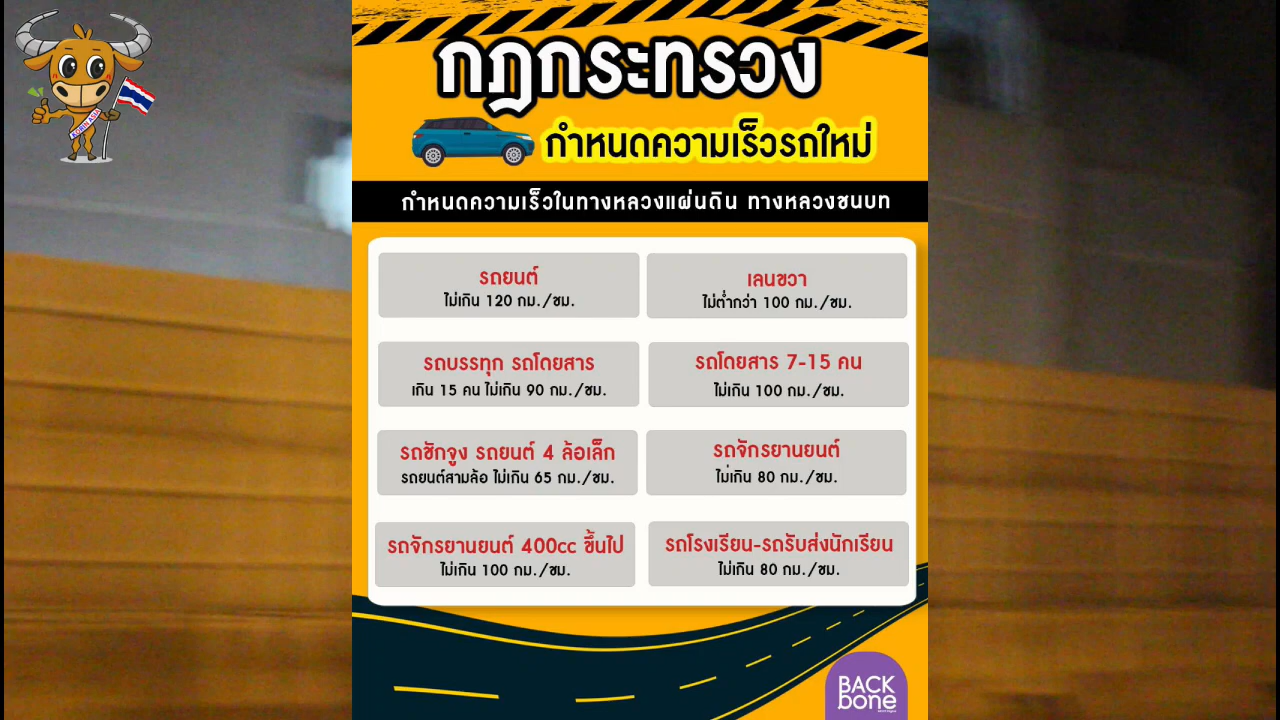 กฎกระทรวง
กำหนดความเร็วรถใหม่
กำหนดความเร็วในทางหลวงแผ่นดิน ทางหลวงชนบท
รถยนต์
ไม่เกิน 120 กม./ชม.
เลนขวา
ไม่ต่ำกว่า 100 กม./ชม.
รถบรรทุก รถโดยสาร
เกิน 15 คน ไม่เกิน 90 กม./ชม.
รถโดยสาร 7-15 คน
ไม่เกิน 100 กม./ชม.
รถชักจูง รถยนต์ 4 ล้อเล็ก
รถยนต์สามล้อ ไม่เกิน 65 กม./ชม.
รถจักรยานยนต์
ไม่เกิน 80 กม./ชม.
รถจักรยานยนต์ 400cc ขึ้นไป
ไม่เกิน 100 กม./ชม.
รถโรงเรียน-รถรับส่งนักเรียน
ไม่เกิน 80 กม./ชม.
BACK
bone